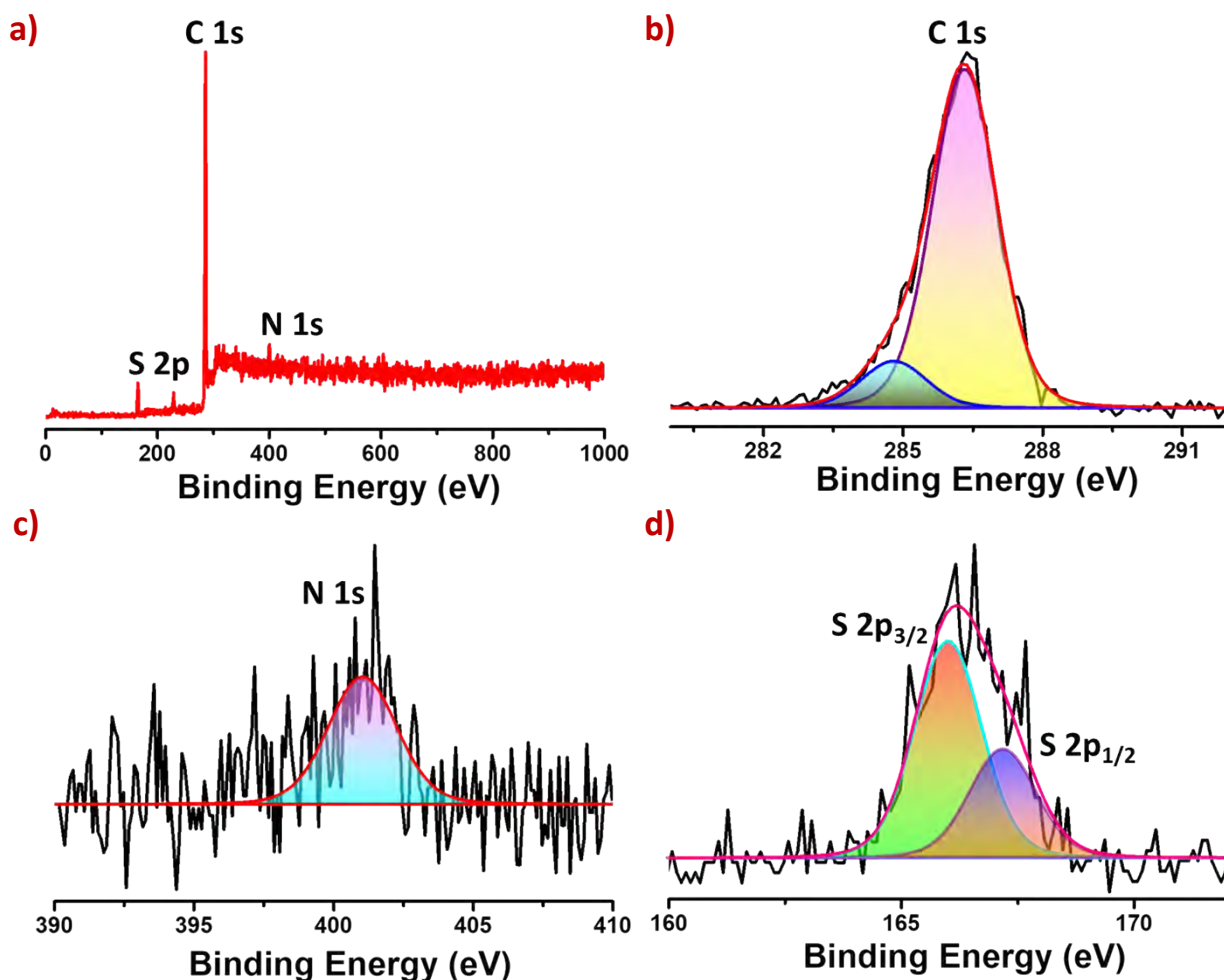 a)
C 1s
S 2p
N 1s
0 200 400 600 800 1000
Binding Energy (eV)
b)
C 1s
282 285 288 291
Binding Energy (eV)
c)
N 1s
390 395 400 405 410
Binding Energy (eV)
d)
S 2p3/2
S 2p1/2
160 165 170
Binding Energy (eV)